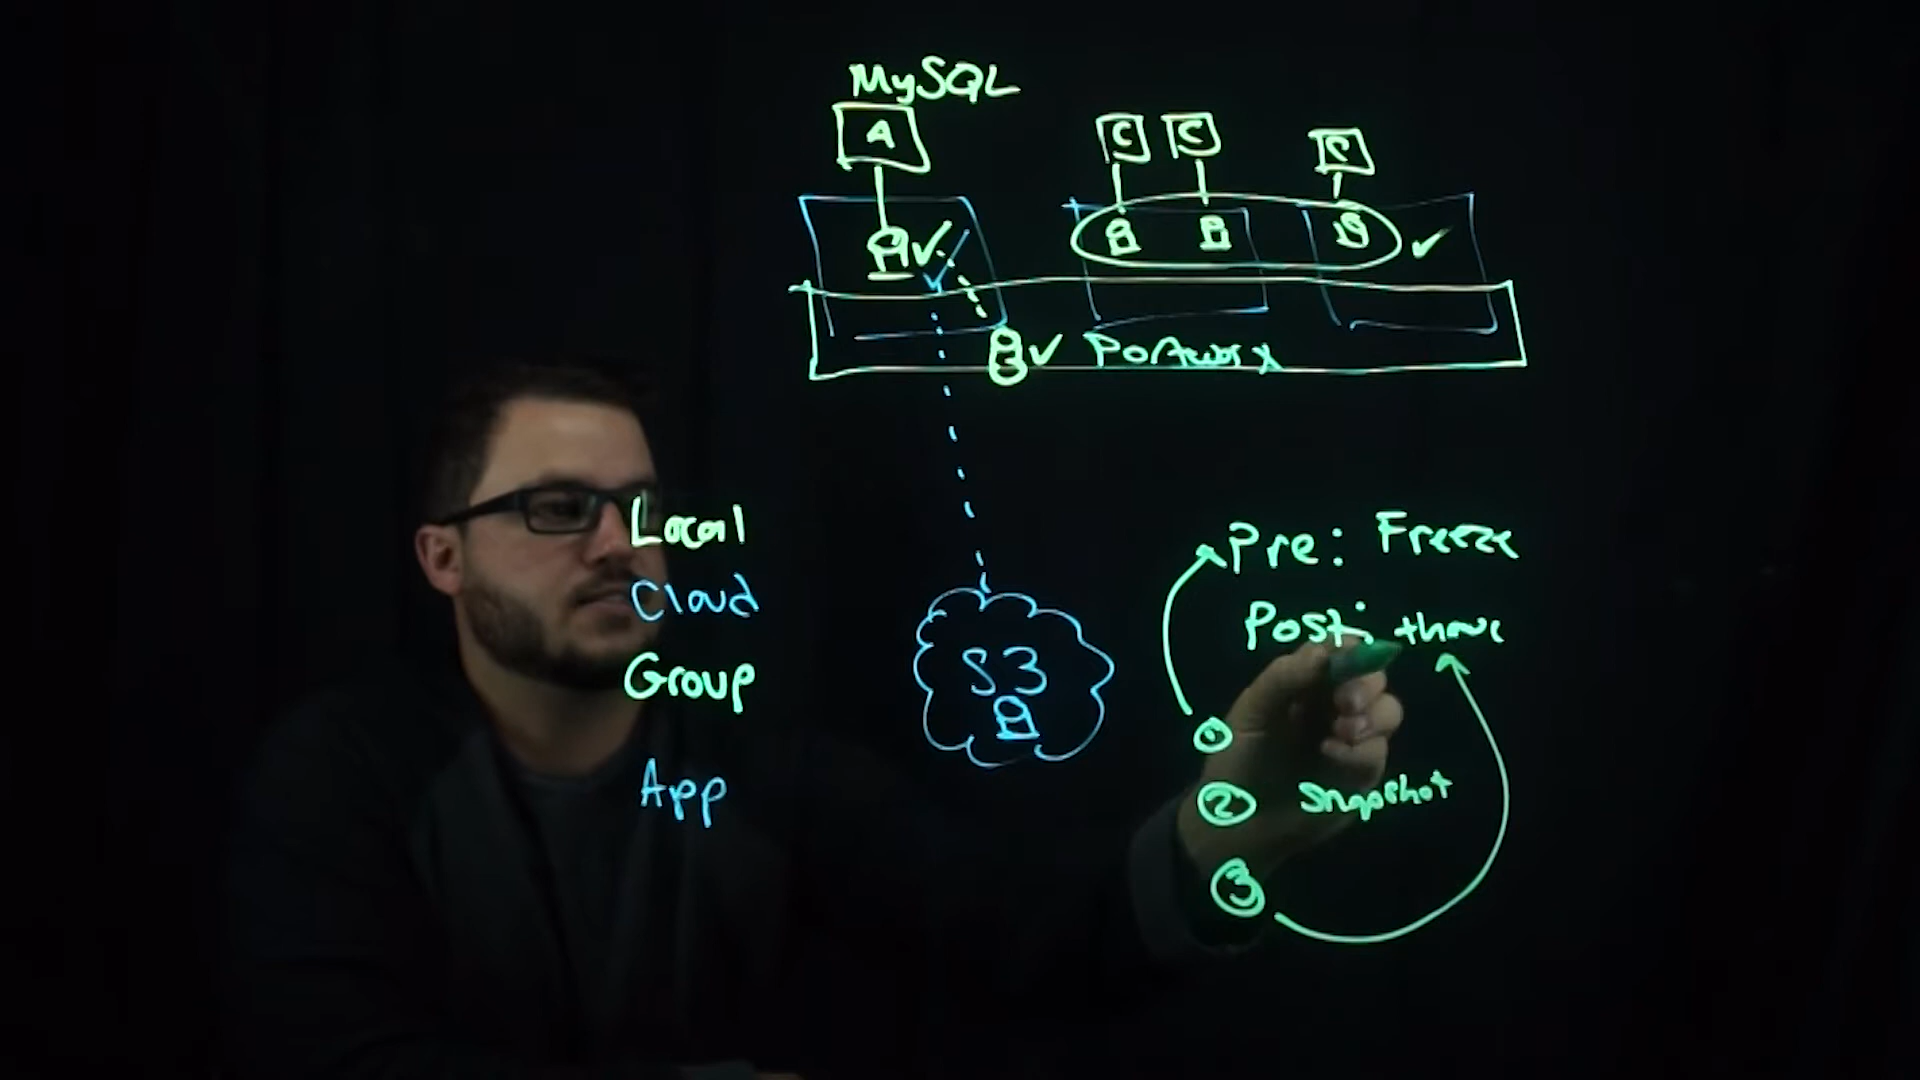 MySQL
A
C C C
Portworx
Local
Cloud
Group
App
S3
Pre: Freeze
Post: thaw
1
2 snapshot
3